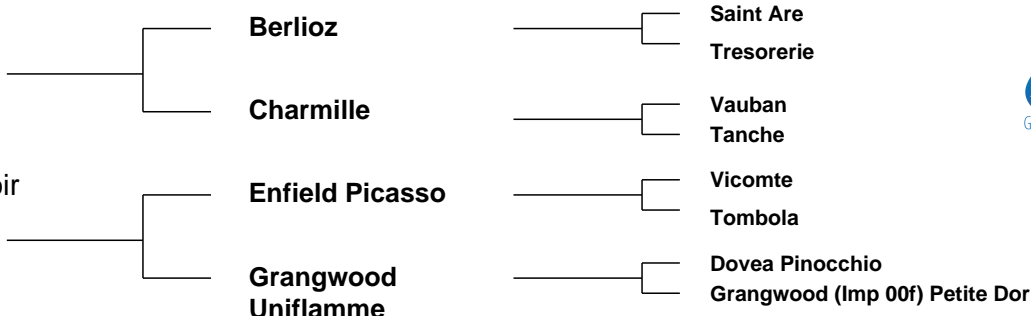 Berlioz
Saint Are
Tresorerie
Charmille
Vauban
Tanche
Enfield Picasso
Vicomte
Tombola
Grangwood
Uniflamme
Dovea Pinocchio
Grangwood (Imp 00f) Petite Dor